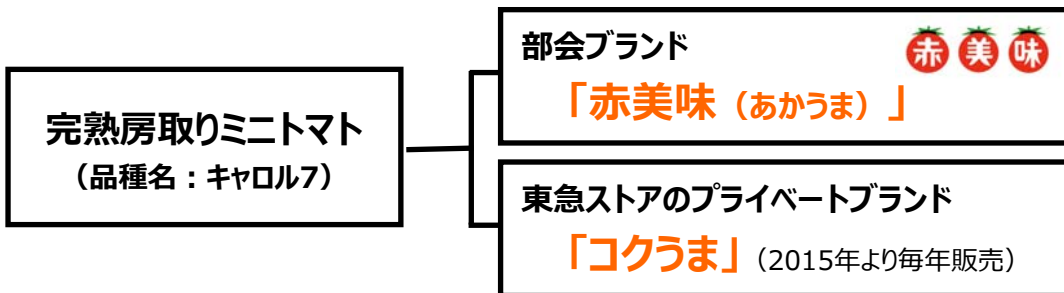 完熟房取りミニトマト
（品種名：キャロル7）
部会ブランド
赤美味
「赤美味（あかうま）」
東急ストアのプライベートブランド
「コクうま」（2015年より毎年販売）